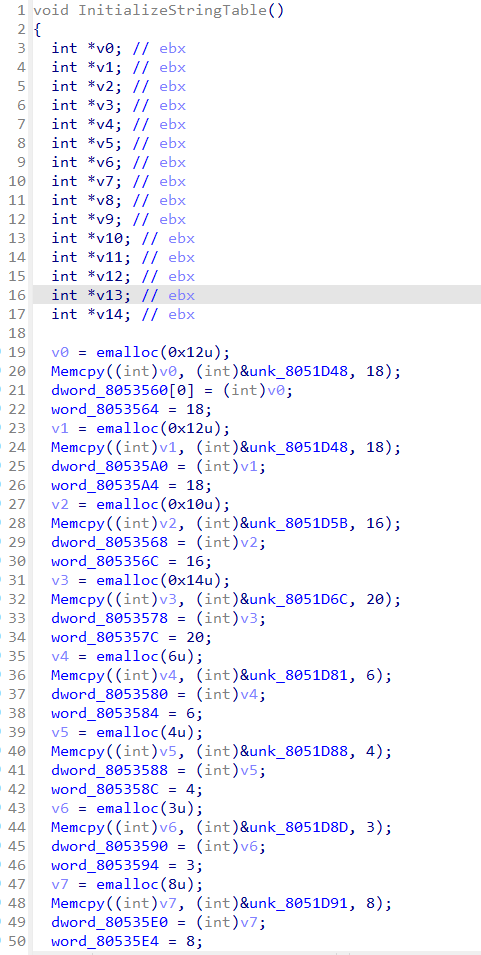 1 void InitializeStringTable()
2 {
3 int *v0; // ebx
4 int *v1; // ebx
5 int *v2; // ebx
6 int *v3; // ebx
7 int *v4; // ebx
8 int *v5; // ebx
9 int *v6; // ebx
10 int *v7; // ebx
11 int *v8; // ebx
12 int *v9; // ebx
13 int *v10; // ebx
14 int *v11; // ebx
15 int *v12; // ebx
16 int *v13; // ebx
17 int *v14; // ebx
18
19 v0 = emalloc(0x12u);
20 Memcpy((int)v0, (int)&unk_8051D48, 18);
21 dword_8053560[0] = (int)v0;
22 word_8053564 = 18;
23 v1 = emalloc(0x12u);
24 Memcpy((int)v1, (int)&unk_8051D48, 18);
25 dword_80535A0 = (int)v1;
26 word_80535A4 = 18;
27 v2 = emalloc(0x10u);
28 Memcpy((int)v2, (int)&unk_8051D5B, 16);
29 dword_8053568 = (int)v2;
30 word_805356C = 16;
31 v3 = emalloc(0x14u);
32 Memcpy((int)v3, (int)&unk_8051D6C, 20);
33 dword_8053578 = (int)v3;
34 word_805357C = 20;
35 v4 = emalloc(6u);
36 Memcpy((int)v4, (int)&unk_8051D81, 6);
37 dword_8053580 = (int)v4;
38 word_8053584 = 6;
39 v5 = emalloc(4u);
40 Memcpy((int)v5, (int)&unk_8051D88, 4);
41 dword_8053588 = (int)v5;
42 word_805358C = 4;
43 v6 = emalloc(3u);
44 Memcpy((int)v6, (int)&unk_8051D8D, 3);
45 dword_8053590 = (int)v6;
46 word_8053594 = 3;
47 v7 = emalloc(8u);
48 Memcpy((int)v7, (int)&unk_8051D91, 8);
49 dword_80535E0 = (int)v7;
50 word_80535E4 = 8;